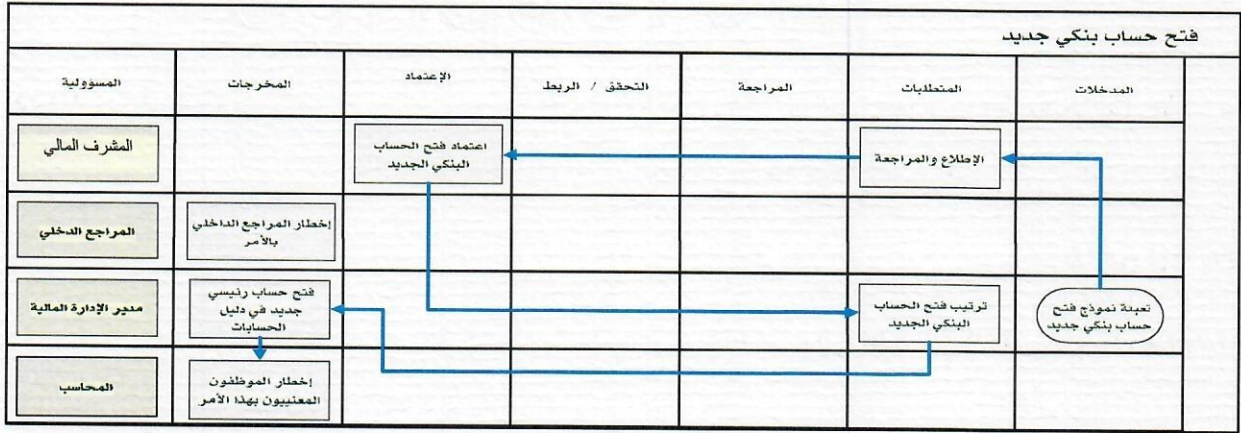 فتح حساب بنكي جديد
المدخلات
المتطلبات
المراجعة
التحقق / الربط
الإعتماد
المخرجات
المسؤولية
الإطلاع والمراجعة
اعتماد فتح الحساب
البنكي الجديد
المشرف المالي
إخطار المراجع الداخلي
بالأمر
المراجع الدخلي
تعبئة نموذج فتح
حساب بنكي جديد
ترتيب فتح الحساب
البنكي الجديد
فتح حساب رئيسي
جديد في دليل
الحسابات
مدير الإدارة المالية
إخطار الموظفون
المعنييون بهذا الأمر
المحاسب